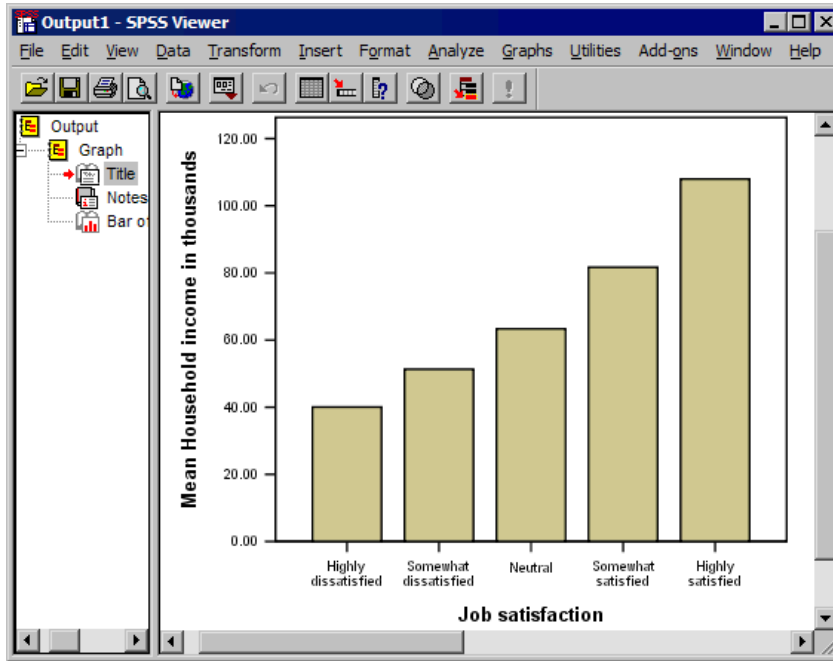 Output1 - SPSS Viewer
File Edit View Data Transform Insert Format Analyze Graphs Utilities Add-ons Window Help
Output
Graph
Title
Notes
Bar of
Mean Household income in thousands
120.00
100.00
80.00
60.00
40.00
20.00
0.00
Highly dissatisfied
Somewhat dissatisfied
Neutral
Somewhat satisfied
Highly satisfied
Job satisfaction